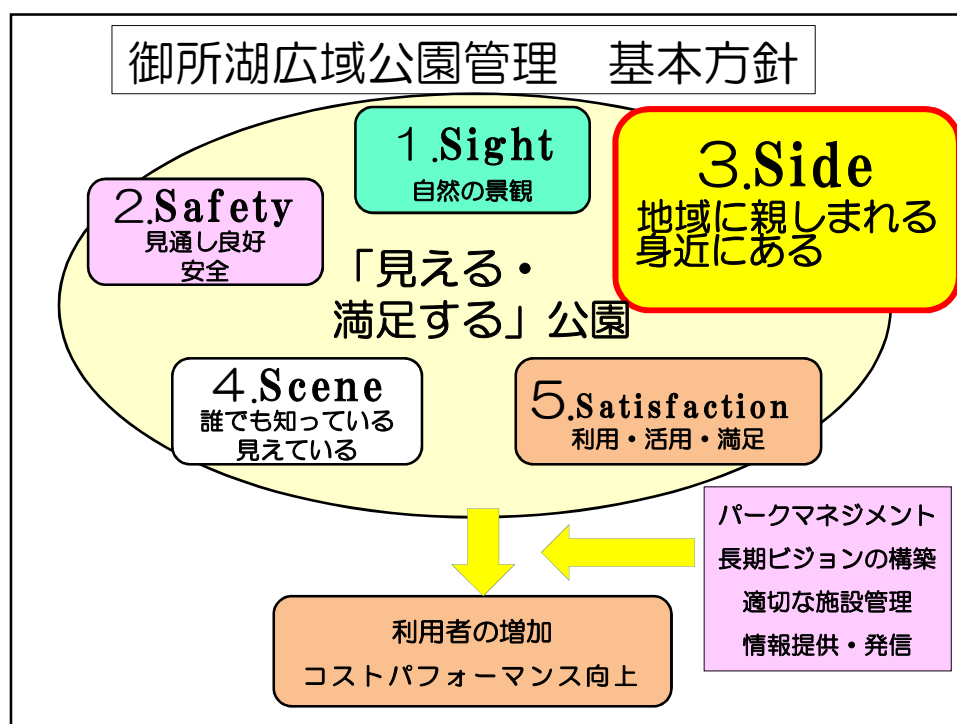 御所湖広域公園管理　基本方針
1.Sight
自然の景観
2.Safety
見通し良好
安全
3.Side
地域に親しまれる
身近にある
「見える・
満足する」公園
4.Scene
誰でも知っている
見えている
5.Satisfaction
利用・活用・満足
パークマネジメント
長期ビジョンの構築
適切な施設管理
情報提供・発信
利用者の増加
コストパフォーマンス向上